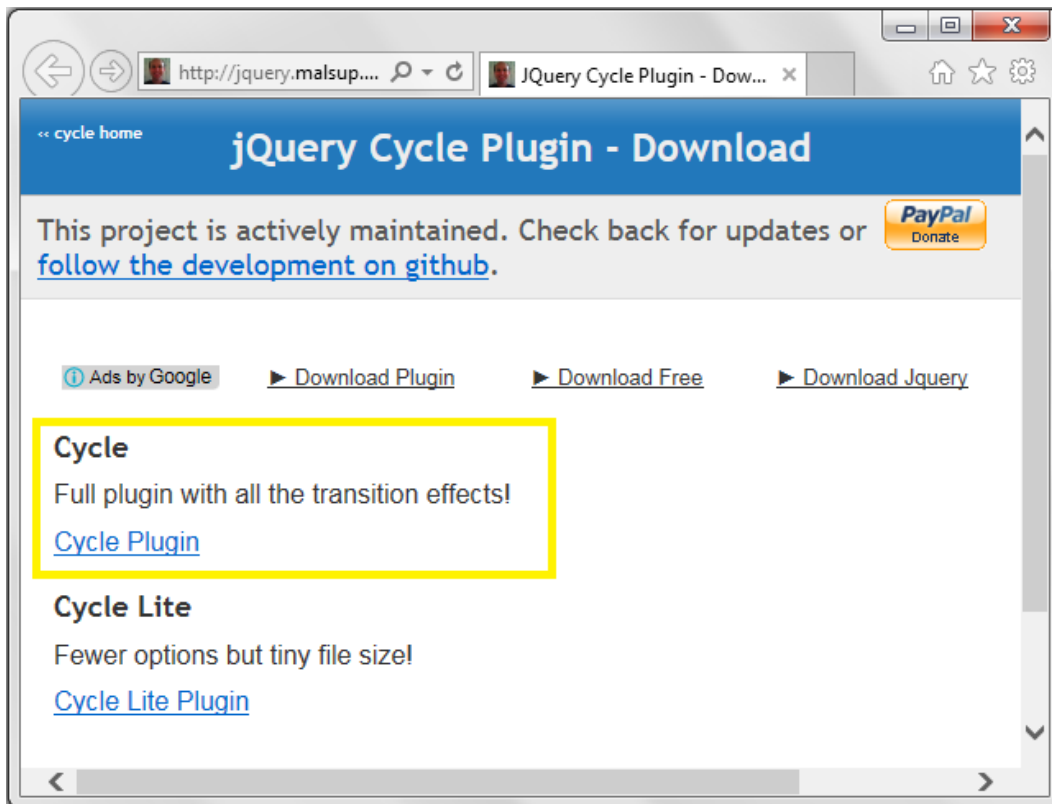 http://jquery.malsup....
JQuery Cycle Plugin - Dow...
‹‹ cycle home
jQuery Cycle Plugin - Download
This project is actively maintained. Check back for updates or
follow the development on github.
PayPal
Donate
Ads by Google
► Download Plugin
► Download Free
► Download Jquery
Cycle
Full plugin with all the transition effects!
Cycle Plugin
Cycle Lite
Fewer options but tiny file size!
Cycle Lite Plugin